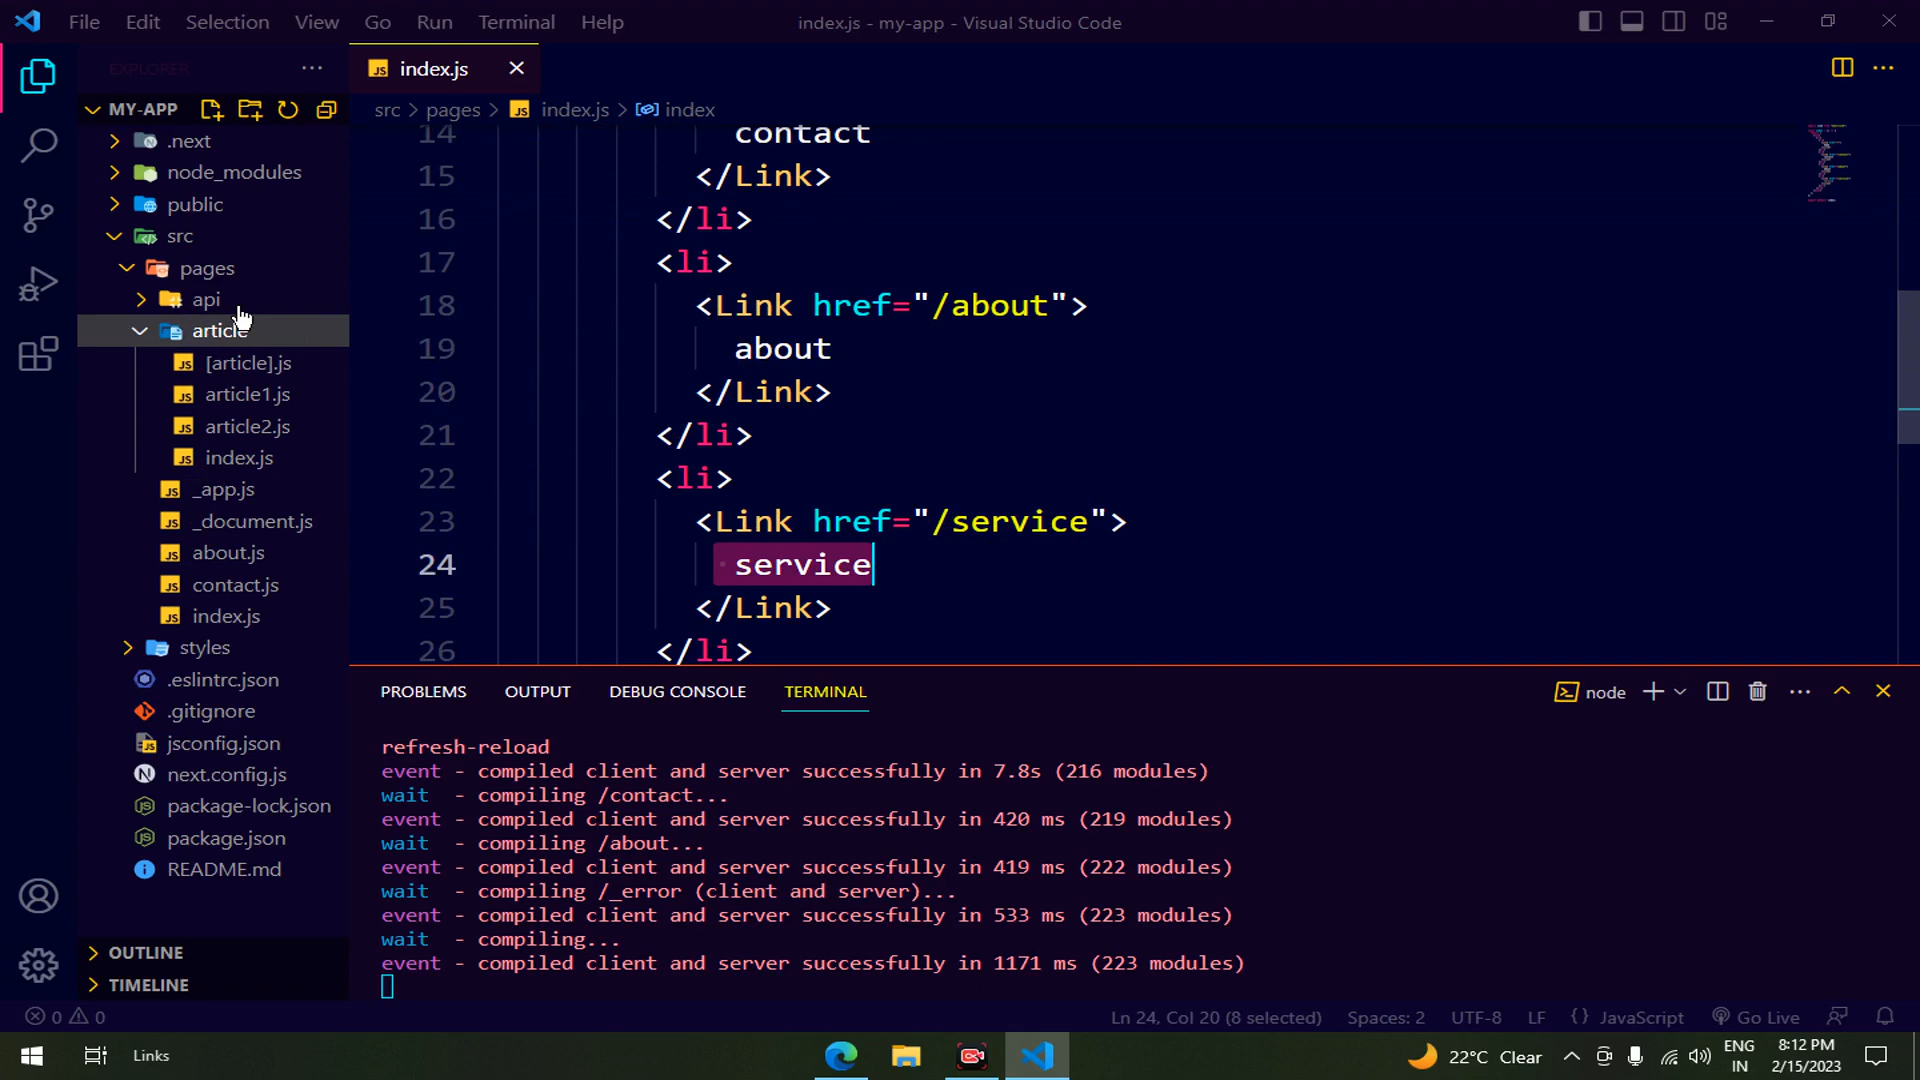 File Edit Selection View Go Run Terminal Help
index.js - my-app - Visual Studio Code
EXPLORER
MY-APP
.next
node_modules
public
src
pages
api
article
[article].js
article1.js
article2.js
index.js
_app.js
_document.js
about.js
contact.js
index.js
styles
.eslintrc.json
.gitignore
jsconfig.json
next.config.js
package-lock.json
package.json
README.md
OUTLINE
TIMELINE
JS index.js
src > pages > JS index.js > index
14 contact
15 </Link>
16 </li>
17 <li>
18 <Link href="/about">
19 about
20 </Link>
21 </li>
22 <li>
23 <Link href="/service">
24 service
25 </Link>
26 </li>
PROBLEMS OUTPUT DEBUG CONSOLE TERMINAL
node
refresh-reload
event - compiled client and server successfully in 7.8s (216 modules)
wait - compiling /contact...
event - compiled client and server successfully in 420 ms (219 modules)
wait - compiling /about...
event - compiled client and server successfully in 419 ms (222 modules)
wait - compiling /_error (client and server)...
event - compiled client and server successfully in 533 ms (223 modules)
wait - compiling...
event - compiled client and server successfully in 1171 ms (223 modules)
0 0
Ln 24, Col 20 (8 selected) Spaces: 2 UTF-8 LF {} JavaScript Go Live
Links
22°C Clear
ENG
IN
8:12 PM
2/15/2023